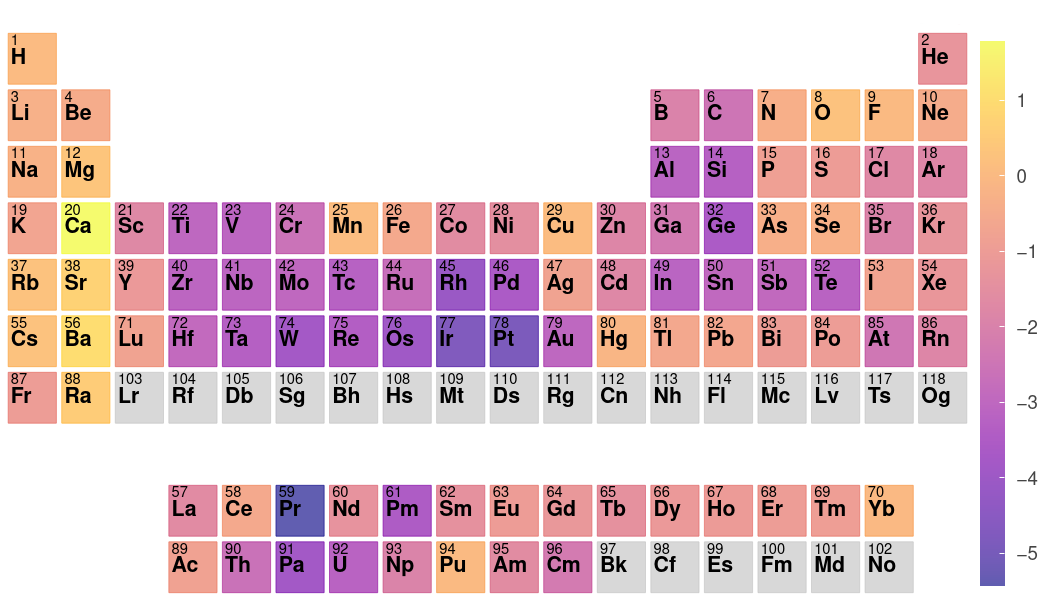 1 2
H He
3 4 5 6 7 8 9 10
Li Be B C N O F Ne
11 12 13 14 15 16 17 18
Na Mg Al Si P S Cl Ar
19 20 21 22 23 24 25 26 27 28 29 30 31 32 33 34 35 36
K Ca Sc Ti V Cr Mn Fe Co Ni Cu Zn Ga Ge As Se Br Kr
37 38 39 40 41 42 43 44 45 46 47 48 49 50 51 52 53 54
Rb Sr Y Zr Nb Mo Tc Ru Rh Pd Ag Cd In Sn Sb Te I Xe
55 56 71 72 73 74 75 76 77 78 79 80 81 82 83 84 85 86
Cs Ba Lu Hf Ta W Re Os Ir Pt Au Hg Tl Pb Bi Po At Rn
87 88 103 104 105 106 107 108 109 110 111 112 113 114 115 116 117 118
Fr Ra Lr Rf Db Sg Bh Hs Mt Ds Rg Cn Nh Fl Mc Lv Ts Og
57 58 59 60 61 62 63 64 65 66 67 68 69 70
La Ce Pr Nd Pm Sm Eu Gd Tb Dy Ho Er Tm Yb
89 90 91 92 93 94 95 96 97 98 99 100 101 102
Ac Th Pa U Np Pu Am Cm Bk Cf Es Fm Md No
1
0
−1
−2
−3
−4
−5